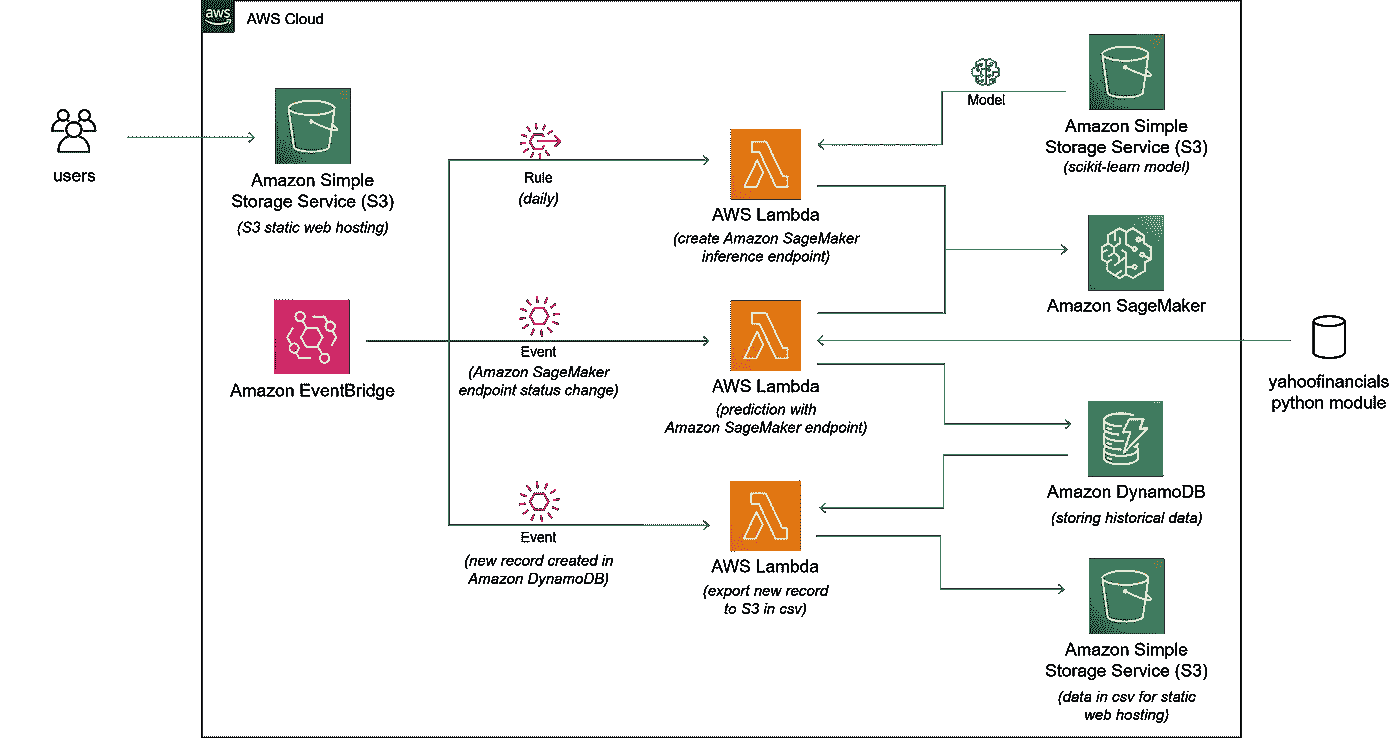 aws
AWS Cloud
users
Amazon Simple
Storage Service (S3)
(S3 static web hosting)
Amazon EventBridge
Rule
(daily)
Event
(Amazon SageMaker
endpoint status change)
Event
(new record created in
Amazon DynamoDB)
AWS Lambda
(create Amazon SageMaker
inference endpoint)
AWS Lambda
(prediction with
Amazon SageMaker endpoint)
AWS Lambda
(export new record
to S3 in csv)
Model
Amazon Simple
Storage Service (S3)
(scikit-learn model)
Amazon SageMaker
Amazon DynamoDB
(storing historical data)
Amazon Simple
Storage Service (S3)
(data in csv for static
web hosting)
yahoofinancials
python module